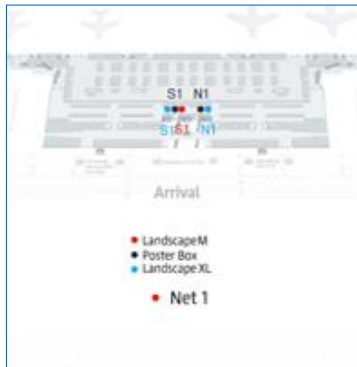 S1 N1
S1 S1 N1
Arrival
LandscapeM
Poster Box
Landscape XL
Net 1